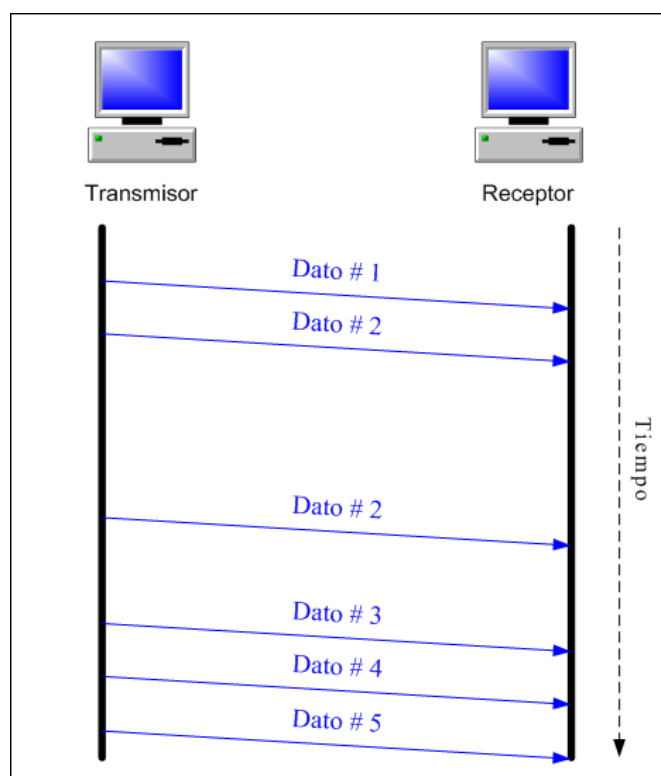 Transmisor
Receptor
Dato # 1
Dato # 2
Tiempo
Dato # 2
Dato # 3
Dato # 4
Dato # 5